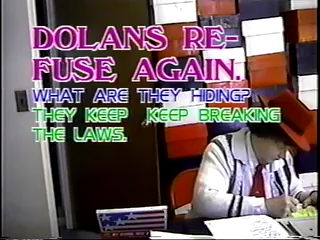 DOLANS RE-
FUSE AGAIN.
WHAT ARE THEY HIDING?
THEY KEEP KEEP BREAKING
THE LAWS.